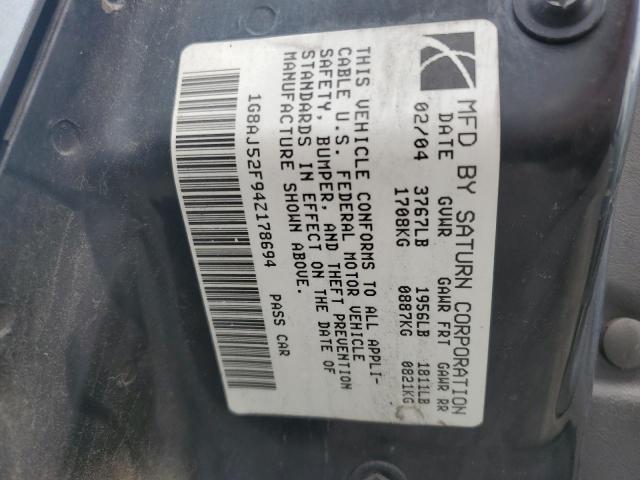 MFD BY SATURN CORPORATION
DATE GVWR GAWR FRT GAWR RR
02/04 3767LB 1956LB 1811LB
1708KG 0887KG 0821KG
THIS VEHICLE CONFORMS TO ALL APPLI-
CABLE U.S. FEDERAL MOTOR VEHICLE
SAFETY, BUMPER, AND THEFT PREVENTION
STANDARDS IN EFFECT ON THE DATE OF
MANUFACTURE SHOWN ABOVE.
1G8AJ52F94Z178694 PASS CAR